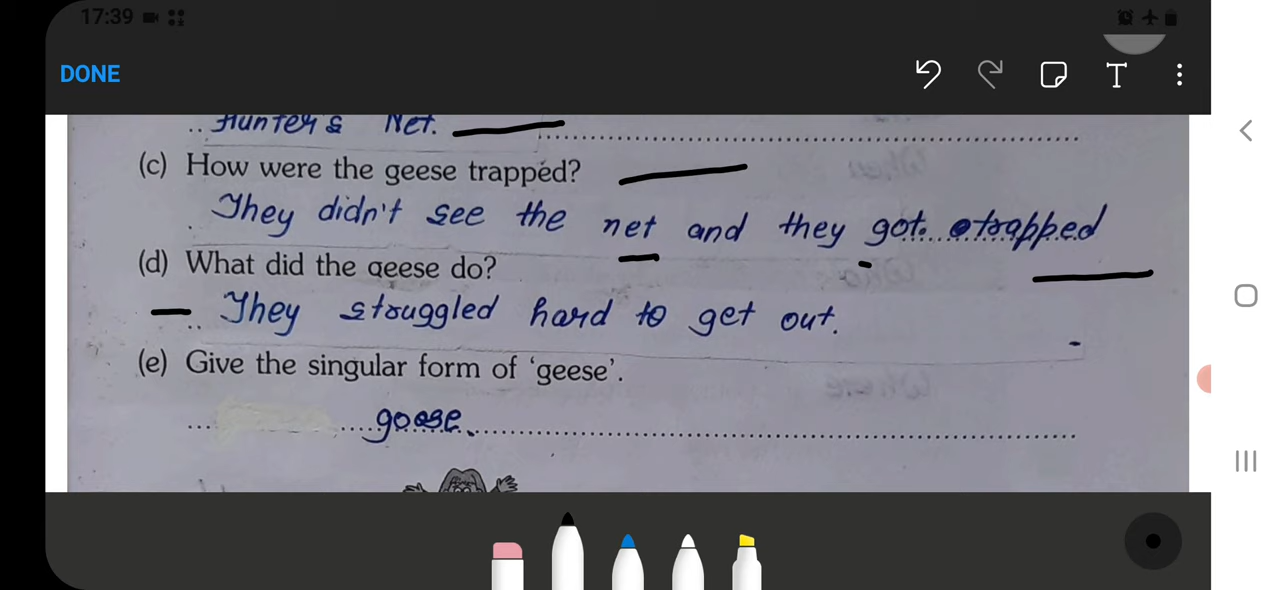 17:39
DONE
T
.. Hunter's Net. ..........
(c) How were the geese trapped?
They didn't see the net and they got trapped
(d) What did the geese do?
They struggled hard to get out.
(e) Give the singular form of ‘geese’.
... ....goose..........